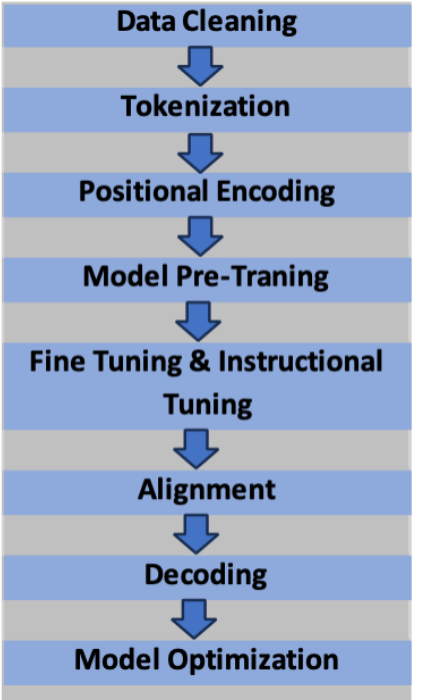 Data Cleaning
Tokenization
Positional Encoding
Model Pre-Traning
Fine Tuning & Instructional
Tuning
Alignment
Decoding
Model Optimization